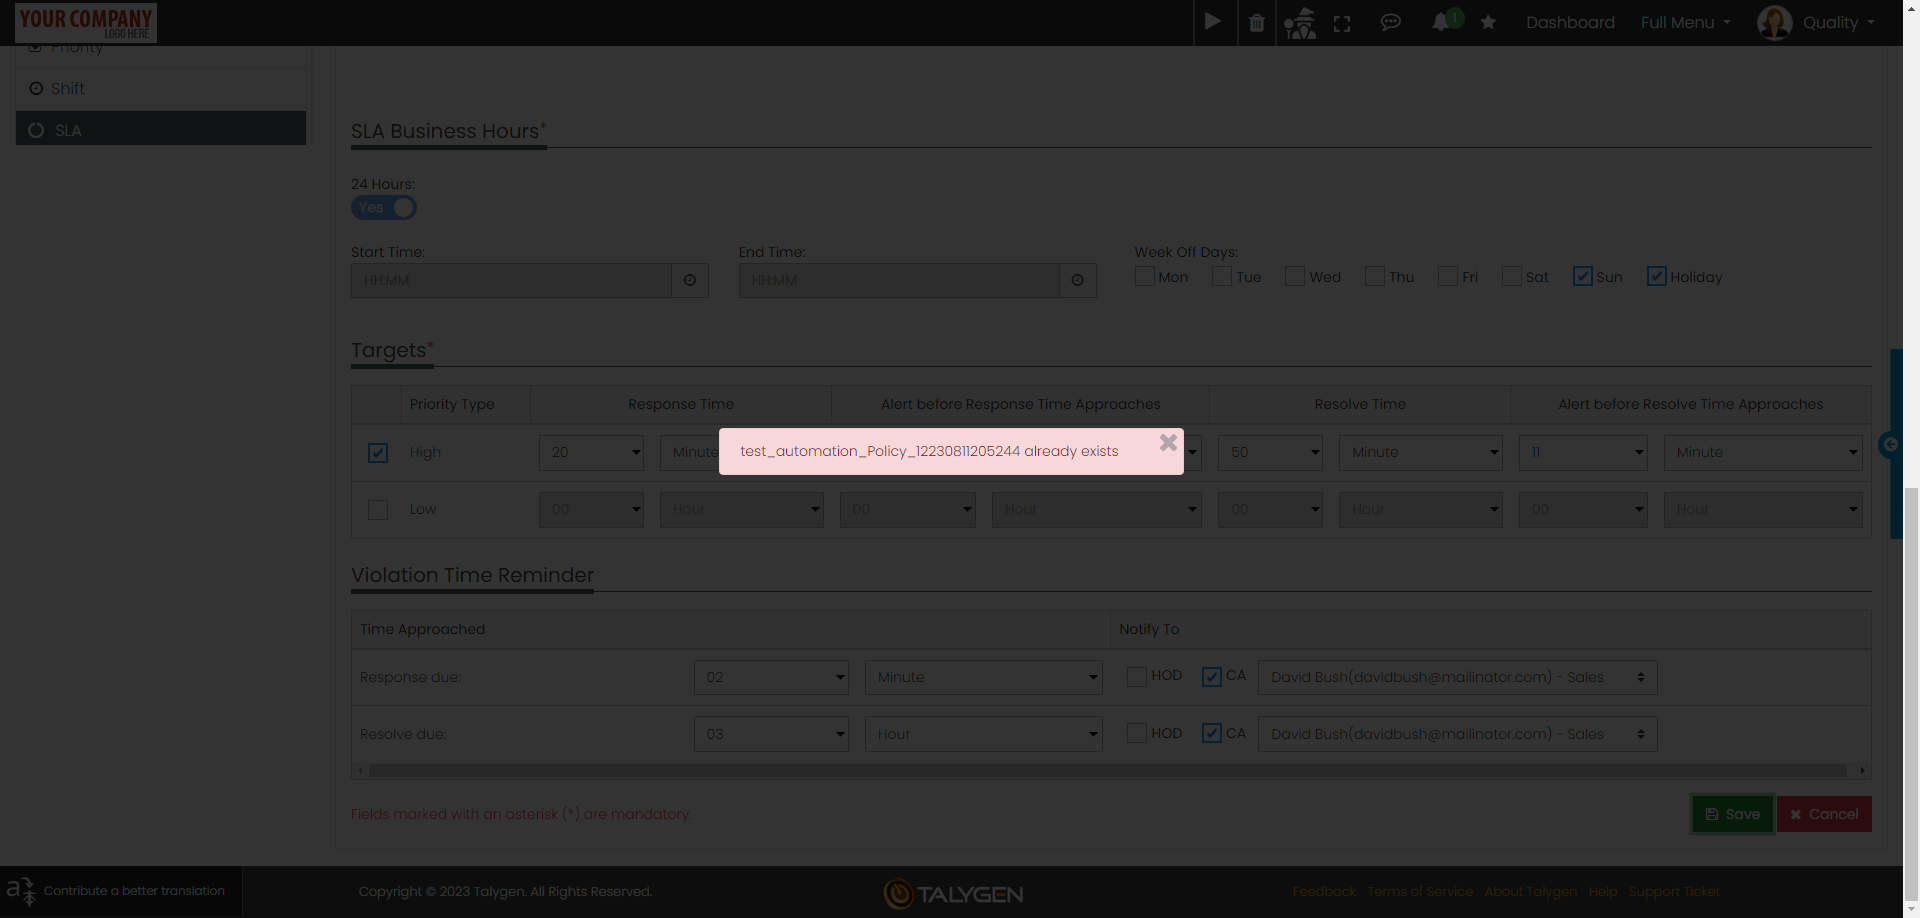 YOUR COMPANY
LOGO HERE
1
Dashboard
Full Menu
Quality
Priority
Shift
SLA
SLA Business Hours*
24 Hours:
Yes
Start Time:
End Time:
Week Off Days:
HH:MM
HH:MM
Mon
Tue
Wed
Thu
Fri
Sat
Sun
Holiday
Targets*
Priority Type
Response Time
Alert before Response Time Approaches
Resolve Time
Alert before Resolve Time Approaches
High
20
Minute
test_automation_Policy_12230811205244 already exists
50
Minute
11
Minute
Low
00
Hour
00
Hour
00
Hour
00
Hour
Violation Time Reminder
Time Approached
Notify To
Response due:
02
Minute
HOD
CA
David Bush(davidbush@mailinator.com) - Sales
Resolve due:
03
Hour
HOD
CA
David Bush(davidbush@mailinator.com) - Sales
Fields marked with an asterisk (*) are mandatory.
Save
Cancel
Contribute a better translation
Copyright © 2023 Talygen. All Rights Reserved.
TALYGEN
Feedback
Terms of Service
About Talygen
Help
Support Ticket